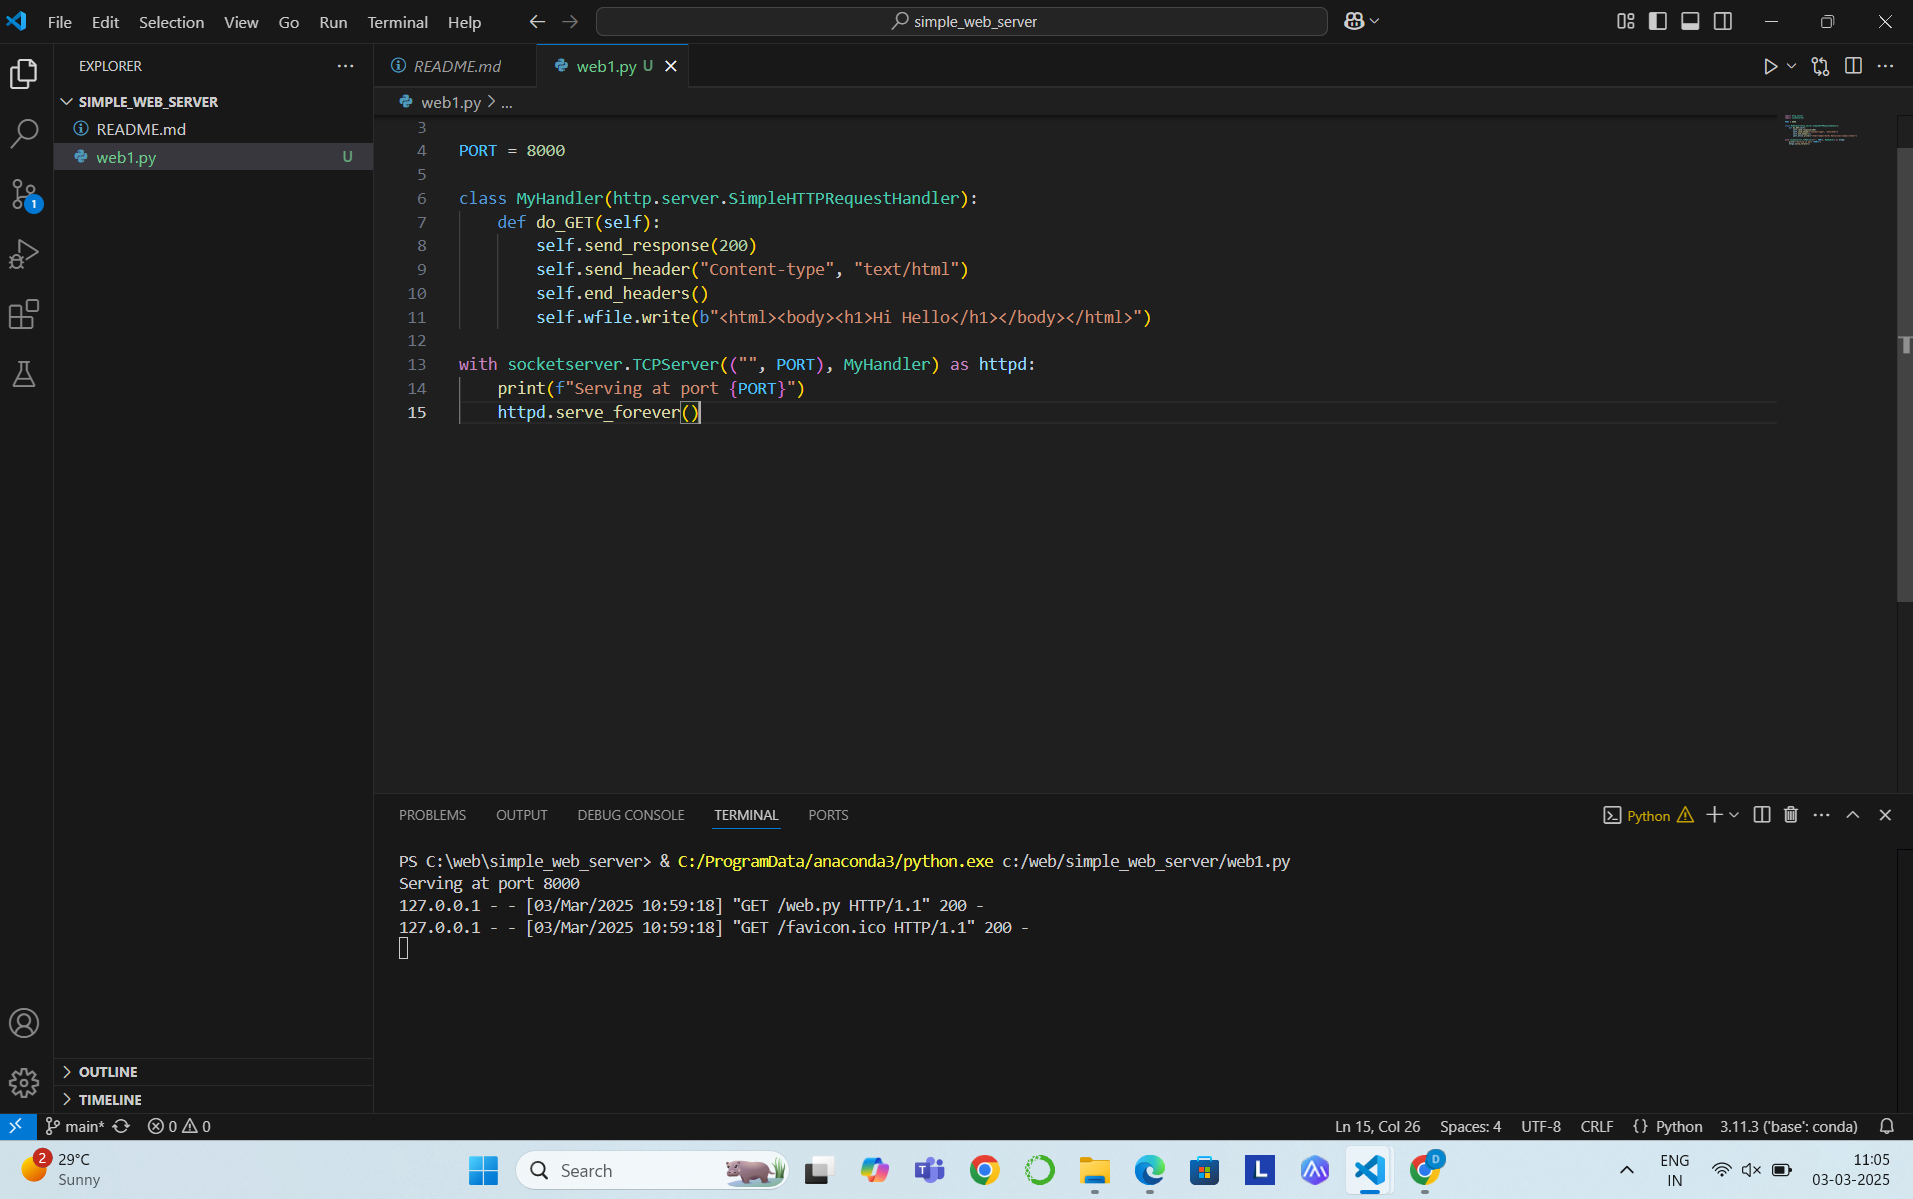 File Edit Selection View Go Run Terminal Help
simple_web_server
EXPLORER
SIMPLE_WEB_SERVER
README.md
web1.py U
README.md
web1.py U
web1.py > ...
3
4 PORT = 8000
5
6 class MyHandler(http.server.SimpleHTTPRequestHandler):
7 def do_GET(self):
8 self.send_response(200)
9 self.send_header("Content-type", "text/html")
10 self.end_headers()
11 self.wfile.write(b"<html><body><h1>Hi Hello</h1></body></html>")
12
13 with socketserver.TCPServer(("", PORT), MyHandler) as httpd:
14 print(f"Serving at port {PORT}")
15 httpd.serve_forever()
1
PROBLEMS OUTPUT DEBUG CONSOLE TERMINAL PORTS
Python
PS C:\web\simple_web_server> & C:/ProgramData/anaconda3/python.exe c:/web/simple_web_server/web1.py
Serving at port 8000
127.0.0.1 - - [03/Mar/2025 10:59:18] "GET /web.py HTTP/1.1" 200 -
127.0.0.1 - - [03/Mar/2025 10:59:18] "GET /favicon.ico HTTP/1.1" 200 -
OUTLINE
TIMELINE
main* 0 0
Ln 15, Col 26 Spaces: 4 UTF-8 CRLF {} Python 3.11.3 ('base': conda)
2
29°C
Sunny
Search
T
L
D
ENG
IN
11:05
03-03-2025